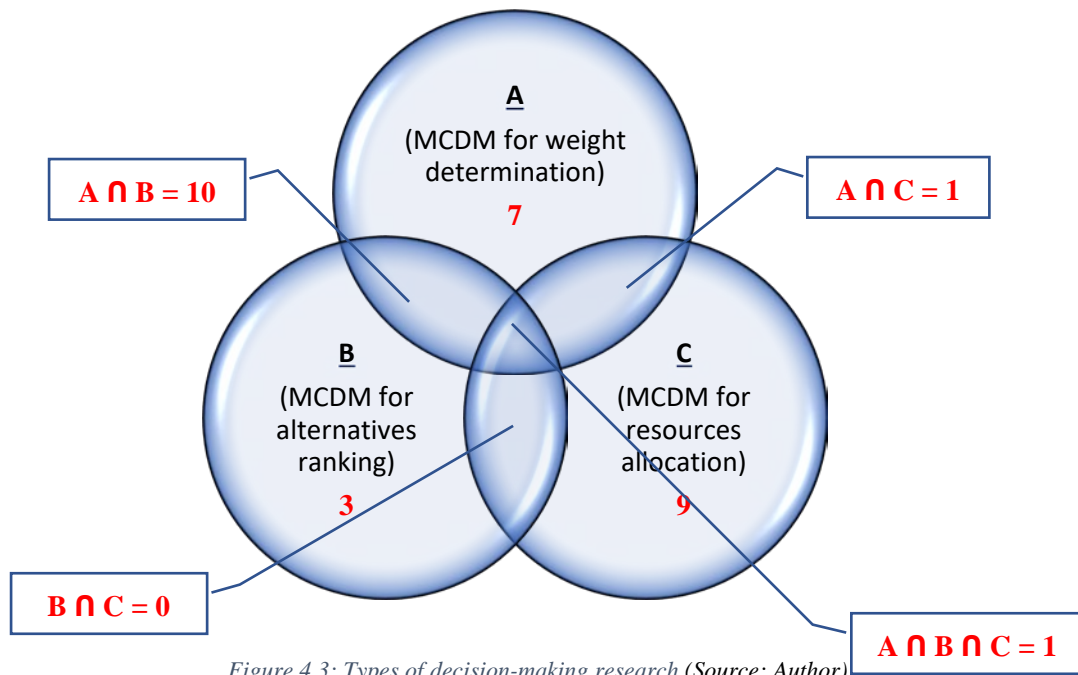 A
(MCDM for weight
determination)
7
A ∩ B = 10
A ∩ C = 1
B
(MCDM for
alternatives
ranking)
3
C
(MCDM for
resources
allocation)
9
B ∩ C = 0
A ∩ B ∩ C = 1
Figure 4.3: Types of decision-making research (Source: Author)